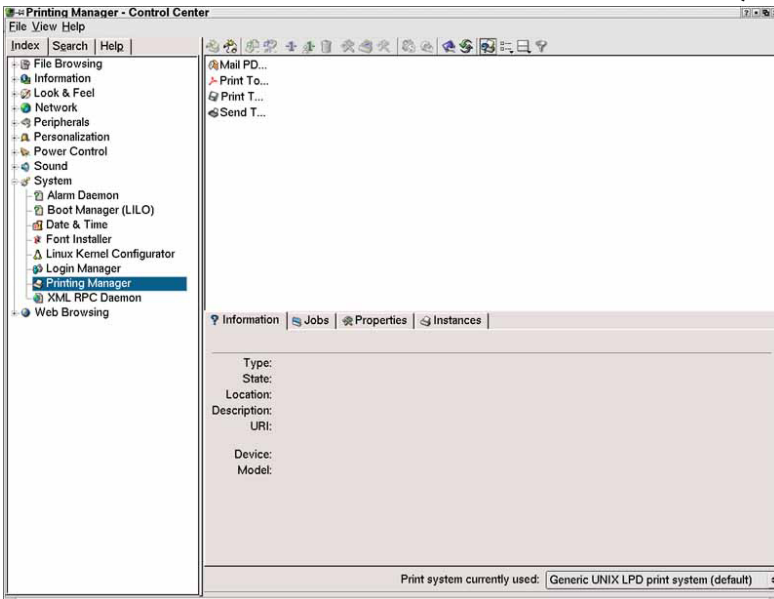 Printing Manager - Control Center
File View Help
Index Search Help
File Browsing
Information
Look & Feel
Network
Peripherals
Personalization
Power Control
Sound
System
Alarm Daemon
Boot Manager (LILO)
Date & Time
Font Installer
Linux Kernel Configurator
Login Manager
Printing Manager
XML RPC Daemon
Web Browsing
Mail PD...
Print To...
Print T...
Send T...
Information Jobs Properties Instances
Type:
State:
Location:
Description:
URI:
Device:
Model:
Print system currently used: Generic UNIX LPD print system (default)